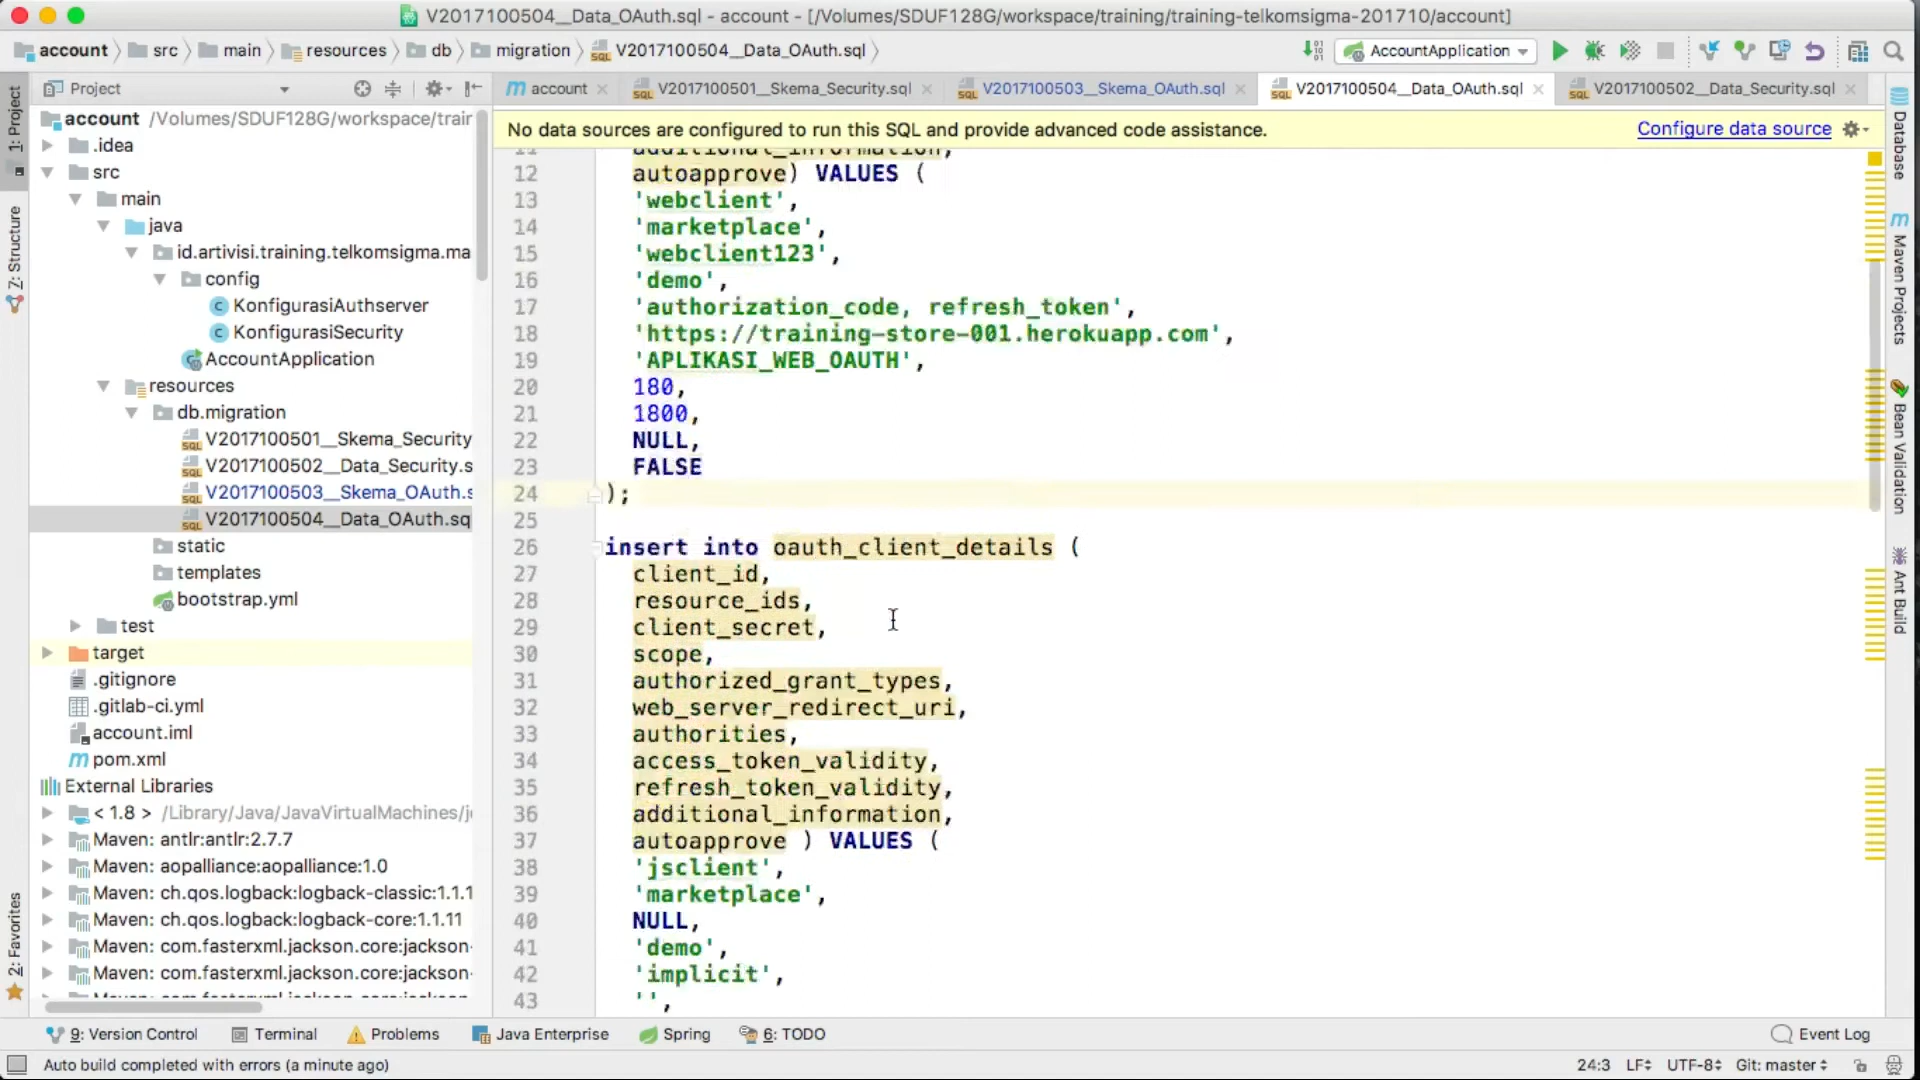 V2017100504__Data_OAuth.sql - account - [/Volumes/SDUF128G/workspace/training/training-telkomsigma-201710/account]
account src main resources db migration V2017100504__Data_OAuth.sql AccountApplication
Project
account V2017100501__Skema_Security.sql V2017100503__Skema_OAuth.sql V2017100504__Data_OAuth.sql V2017100502__Data_Security.sql
No data sources are configured to run this SQL and provide advanced code assistance. Configure data source
1: Project
7: Structure
2: Favorites
account /Volumes/SDUF128G/workspace/train
.idea
src
main
java
id.artivisi.training.telkomsigma.ma
config
KonfigurasiAuthserver
KonfigurasiSecurity
AccountApplication
resources
db.migration
V2017100501__Skema_Security
V2017100502__Data_Security.s
V2017100503__Skema_OAuth.s
V2017100504__Data_OAuth.sq
static
templates
bootstrap.yml
test
target
.gitignore
.gitlab-ci.yml
account.iml
pom.xml
External Libraries
< 1.8 > /Library/Java/JavaVirtualMachines/j
Maven: antlr:antlr:2.7.7
Maven: aopalliance:aopalliance:1.0
Maven: ch.qos.logback:logback-classic:1.1.1
Maven: ch.qos.logback:logback-core:1.1.11
Maven: com.fasterxml.jackson.core:jackson-
Maven: com.fasterxml.jackson.core:jackson-
11 additional_information,
12 autoapprove) VALUES (
13 'webclient',
14 'marketplace',
15 'webclient123',
16 'demo',
17 'authorization_code, refresh_token',
18 'https://training-store-001.herokuapp.com',
19 'APLIKASI_WEB_OAUTH',
20 180,
21 1800,
22 NULL,
23 FALSE
24 );
25
26 insert into oauth_client_details (
27 client_id,
28 resource_ids,
29 client_secret,
30 scope,
31 authorized_grant_types,
32 web_server_redirect_uri,
33 authorities,
34 access_token_validity,
35 refresh_token_validity,
36 additional_information,
37 autoapprove ) VALUES (
38 'jsclient',
39 'marketplace',
40 NULL,
41 'demo',
42 'implicit',
43 '',
Database
Maven Projects
Bean Validation
Ant Build
9: Version Control Terminal Problems Java Enterprise Spring 6: TODO Event Log
Auto build completed with errors (a minute ago) 24:3 LF UTF-8 Git: master